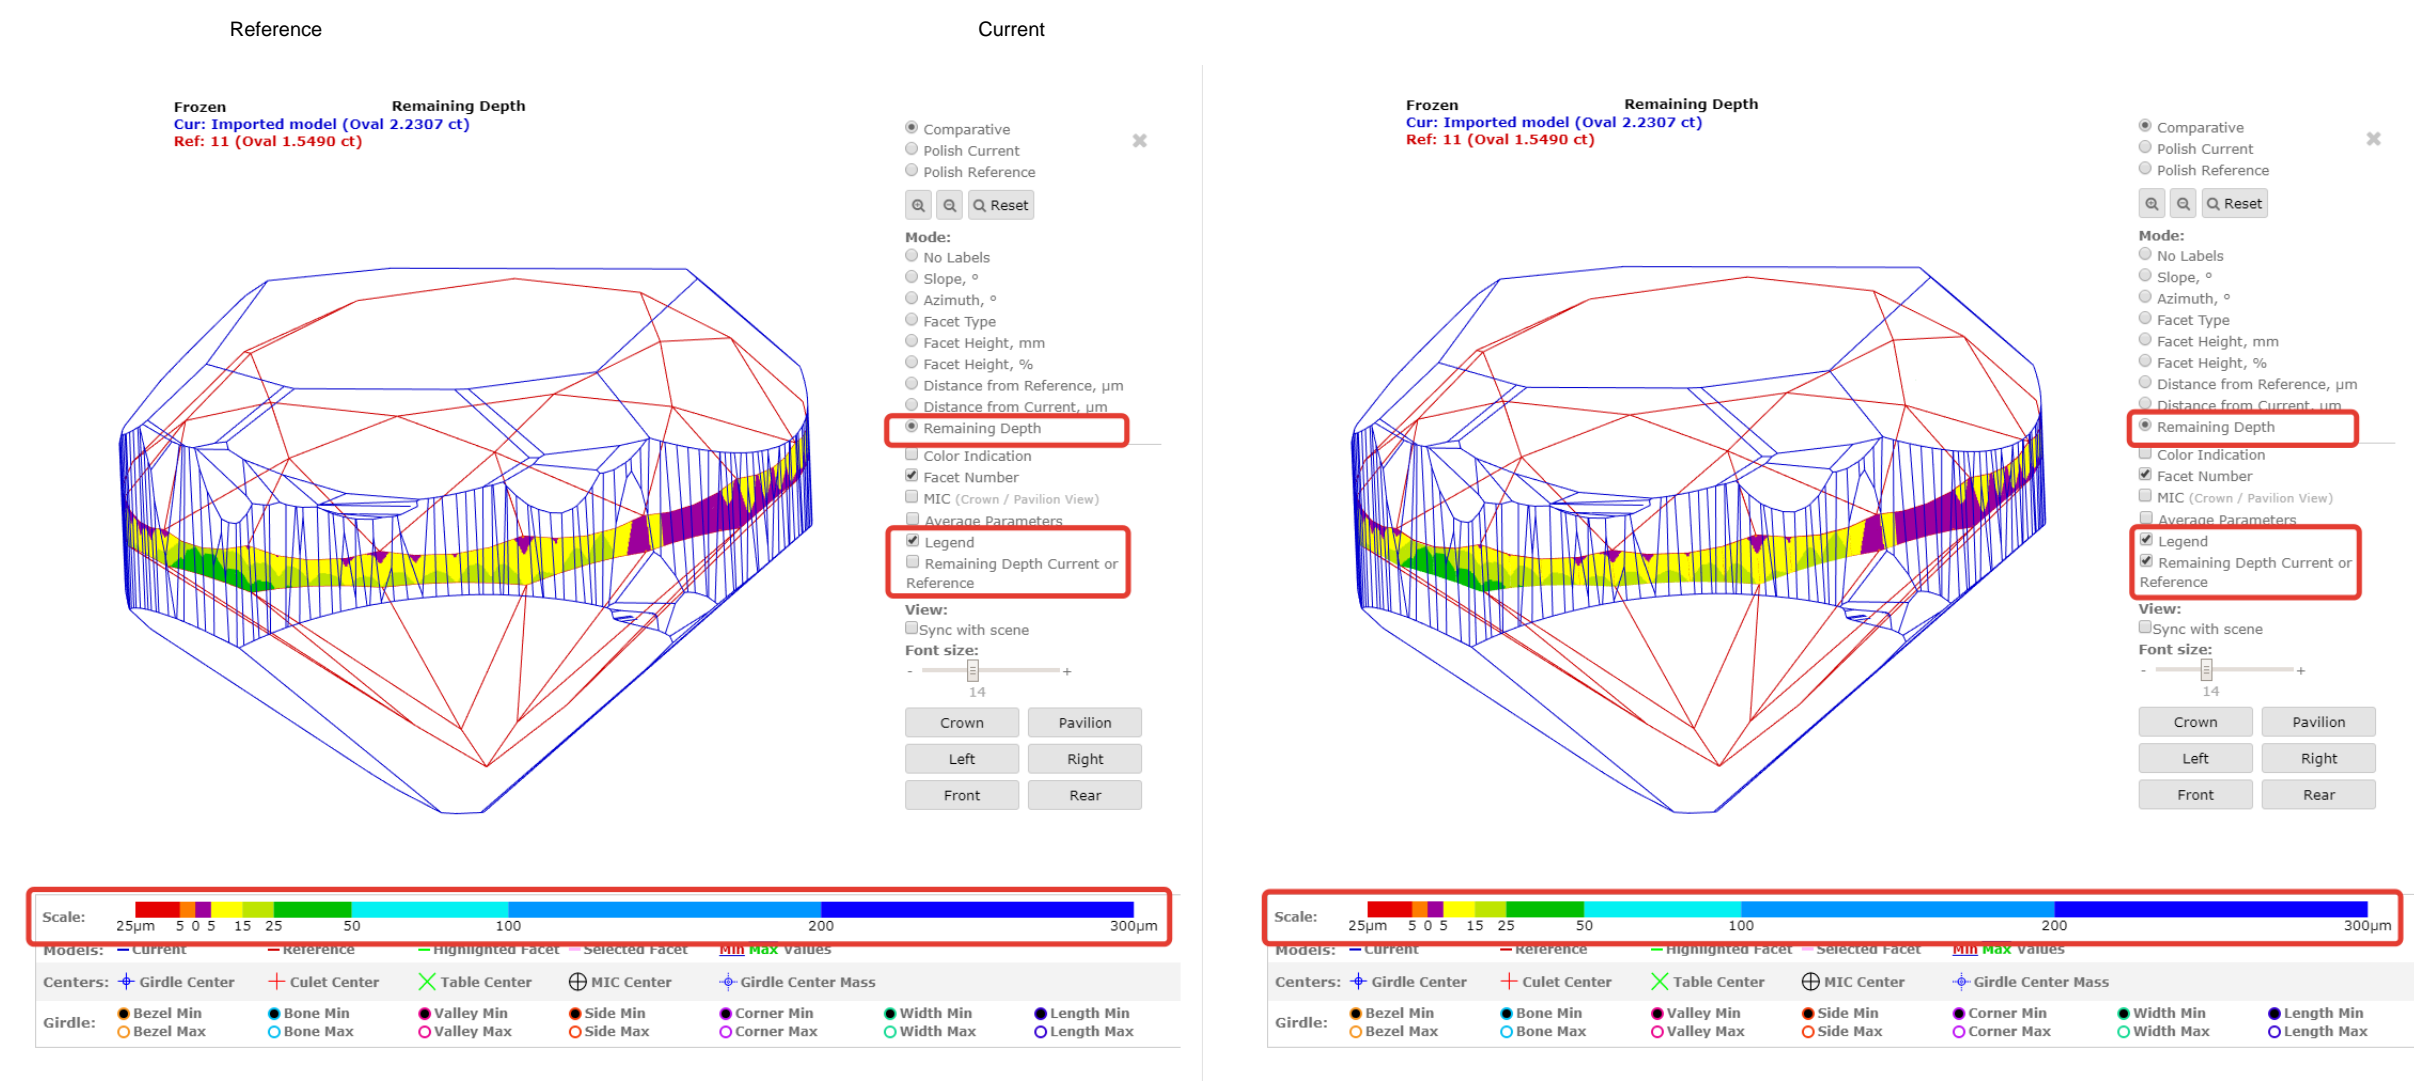 Reference
Current
Frozen
Remaining Depth
Cur: Imported model (Oval 2.2307 ct)
Ref: 11 (Oval 1.5490 ct)
Comparative
Polish Current
Polish Reference
Reset
Mode:
No Labels
Slope, °
Azimuth, °
Facet Type
Facet Height, mm
Facet Height, %
Distance from Reference, µm
Distance from Current, µm
Remaining Depth
Color Indication
Facet Number
MIC (Crown / Pavilion View)
Average Parameters
Legend
Remaining Depth Current or
Reference
View:
Sync with scene
Font size:
- +
14
Crown Pavilion
Left Right
Front Rear
Scale:
25µm 5 0 5 15 25 50 100 200 300µm
Models: Current Reference Highlighted Facet Selected Facet Min Max Values
Centers: Girdle Center Culet Center Table Center MIC Center Girdle Center Mass
Girdle:
Bezel Min Bone Min Valley Min Side Min Corner Min Width Min Length Min
Bezel Max Bone Max Valley Max Side Max Corner Max Width Max Length Max
Frozen
Remaining Depth
Cur: Imported model (Oval 2.2307 ct)
Ref: 11 (Oval 1.5490 ct)
Comparative
Polish Current
Polish Reference
Reset
Mode:
No Labels
Slope, °
Azimuth, °
Facet Type
Facet Height, mm
Facet Height, %
Distance from Reference, µm
Distance from Current, µm
Remaining Depth
Color Indication
Facet Number
MIC (Crown / Pavilion View)
Average Parameters
Legend
Remaining Depth Current or
Reference
View:
Sync with scene
Font size:
- +
14
Crown Pavilion
Left Right
Front Rear
Scale:
25µm 5 0 5 15 25 50 100 200 300µm
Models: Current Reference Highlighted Facet Selected Facet Min Max Values
Centers: Girdle Center Culet Center Table Center MIC Center Girdle Center Mass
Girdle:
Bezel Min Bone Min Valley Min Side Min Corner Min Width Min Length Min
Bezel Max Bone Max Valley Max Side Max Corner Max Width Max Length Max